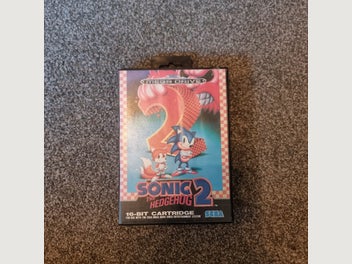 MEGA DRIVE
2
SONIC
THE
HEDGEHOG 2
16-BIT CARTRIDGE
SEGA